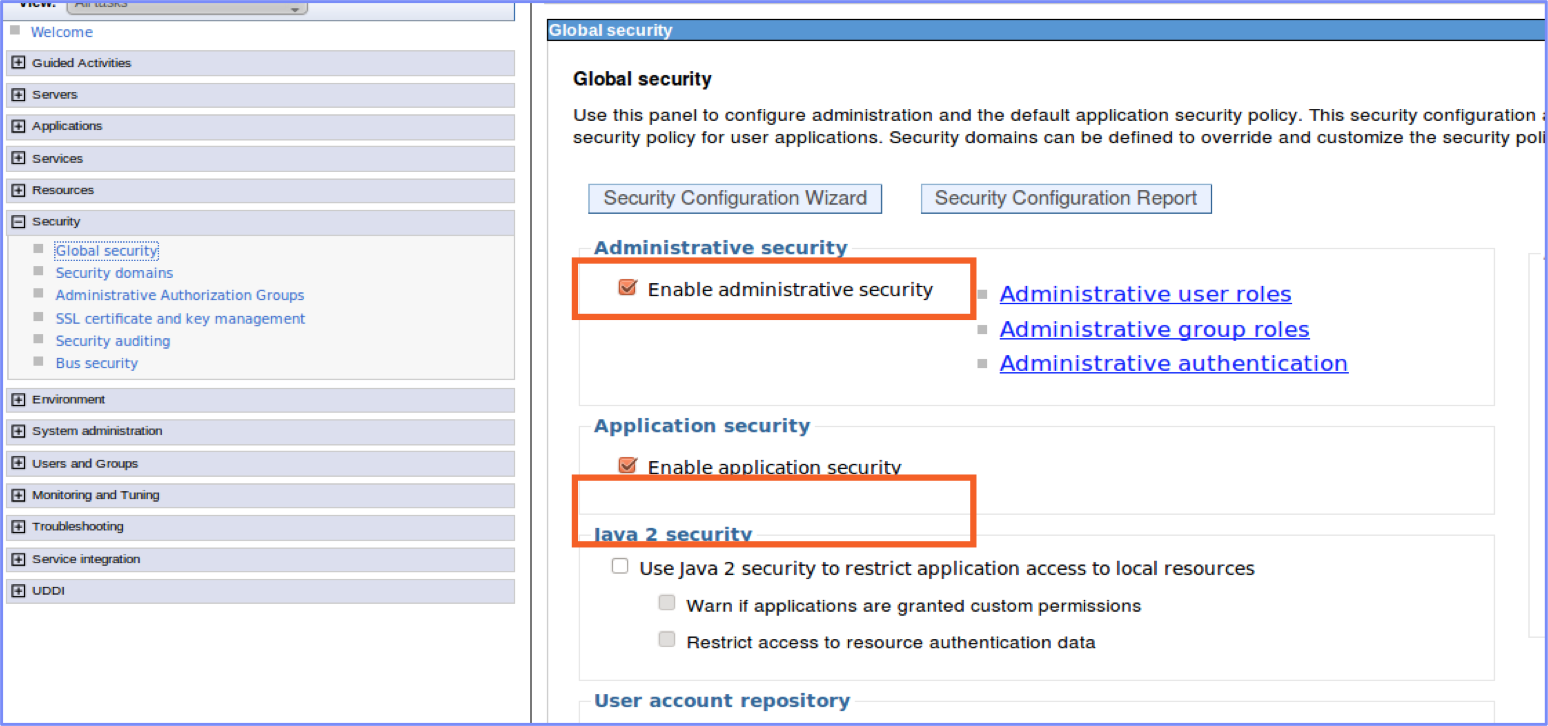 View: All tasks
Welcome
Guided Activities
Servers
Applications
Services
Resources
Security
Global security
Security domains
Administrative Authorization Groups
SSL certificate and key management
Security auditing
Bus security
Environment
System administration
Users and Groups
Monitoring and Tuning
Troubleshooting
Service integration
UDDI
Global security
Global security
Use this panel to configure administration and the default application security policy. This security configuration
security policy for user applications. Security domains can be defined to override and customize the security
Security Configuration Wizard Security Configuration Report
Administrative security
Enable administrative security
Administrative user roles
Administrative group roles
Administrative authentication
Application security
Enable application security
Java 2 security
Use Java 2 security to restrict application access to local resources
Warn if applications are granted custom permissions
Restrict access to resource authentication data
User account repository